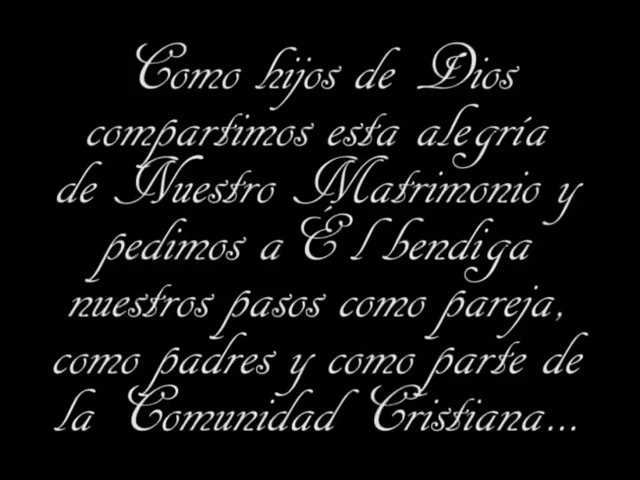 Como hijos de Dios
compartimos esta alegría
de Nuestro Matrimonio y
pedimos a Él bendiga
nuestros pasos como pareja,
como padres y como parte de
la Comunidad Cristiana...